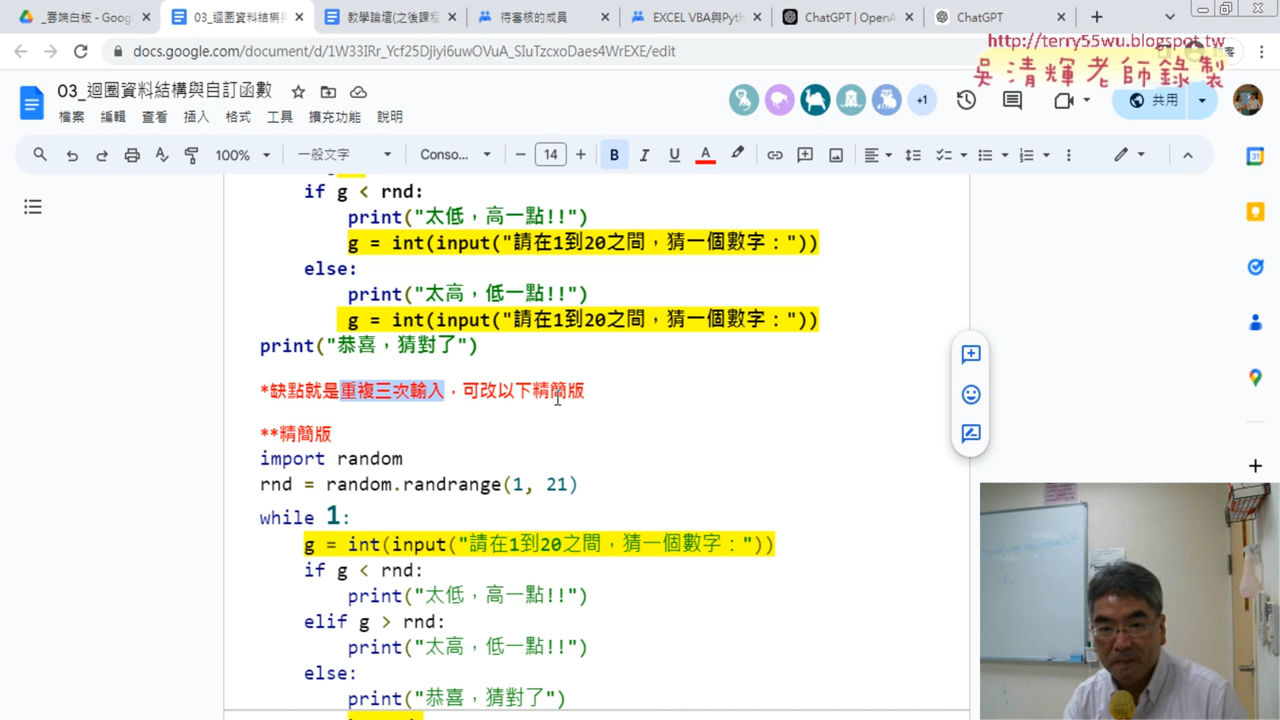 _雲端白板 - Goog
03_迴圈資料結構與
教學論壇(之後課程
待審核的成員
EXCEL VBA與Pyth
ChatGPT | OpenA
ChatGPT
docs.google.com/document/d/1W33IRr_Ycf25Djiyi6uwOVuA_SIuTzcxoDaes4WrEXE/edit
http://terry55wu.blogspot.tw
吳清輝老師錄製
03_迴圈資料結構與自訂函數
檔案 編輯 查看 插入 格式 工具 擴充功能 說明
+1
共用
100% 一般文字 Conso... 14 B I U A
if g < rnd:
print("太低，高一點!!")
g = int(input("請在1到20之間，猜一個數字："))
else:
print("太高，低一點!!")
g = int(input("請在1到20之間，猜一個數字："))
print("恭喜，猜對了")
*缺點就是重複三次輸入，可改以下精簡版
**精簡版
import random
rnd = random.randrange(1, 21)
while 1:
g = int(input("請在1到20之間，猜一個數字："))
if g < rnd:
print("太低，高一點!!")
elif g > rnd:
print("太高，低一點!!")
else:
print("恭喜，猜對了")